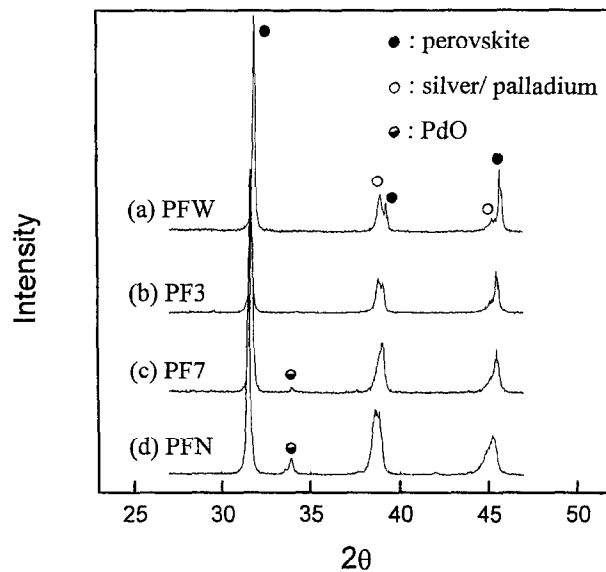 : perovskite
: silver/ palladium
: PdO
(a) PFW
(b) PF3
(c) PF7
(d) PFN
Intensity
25 30 35 40 45 50
2θ